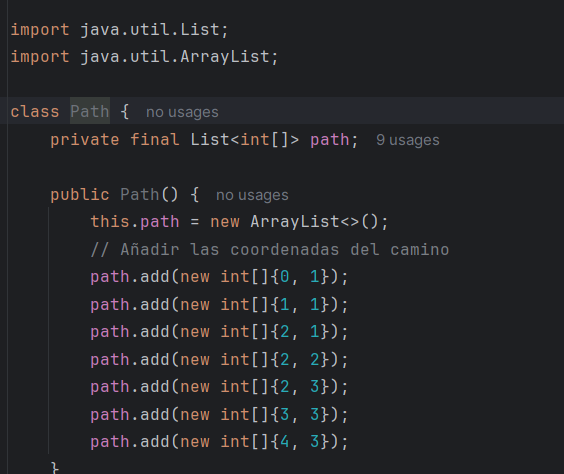 import java.util.List;
import java.util.ArrayList;
class Path { no usages
private final List<int[]> path; 9 usages
public Path() { no usages
this.path = new ArrayList<>();
// Añadir las coordenadas del camino
path.add(new int[]{0, 1});
path.add(new int[]{1, 1});
path.add(new int[]{2, 1});
path.add(new int[]{2, 2});
path.add(new int[]{2, 3});
path.add(new int[]{3, 3});
path.add(new int[]{4, 3});
}